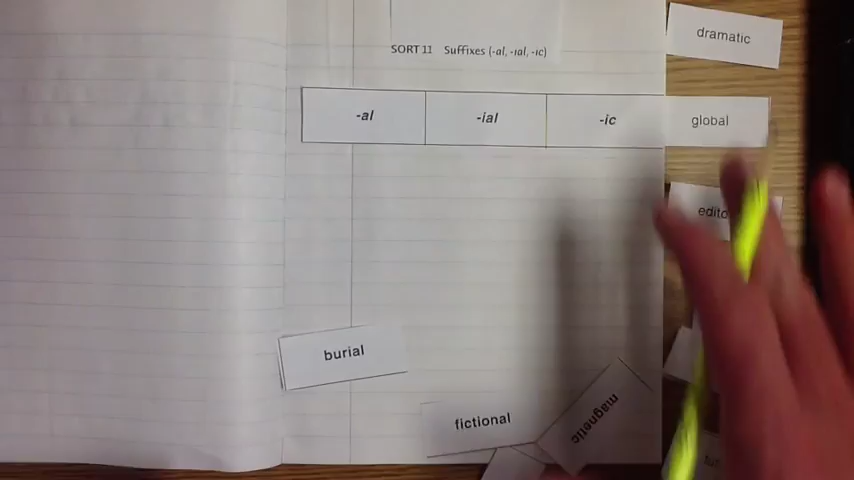 dramatic
SORT 11 Suffixes (-al, -ial, -ic)
-al
-ial
-ic
global
burial
fictional
magnetic